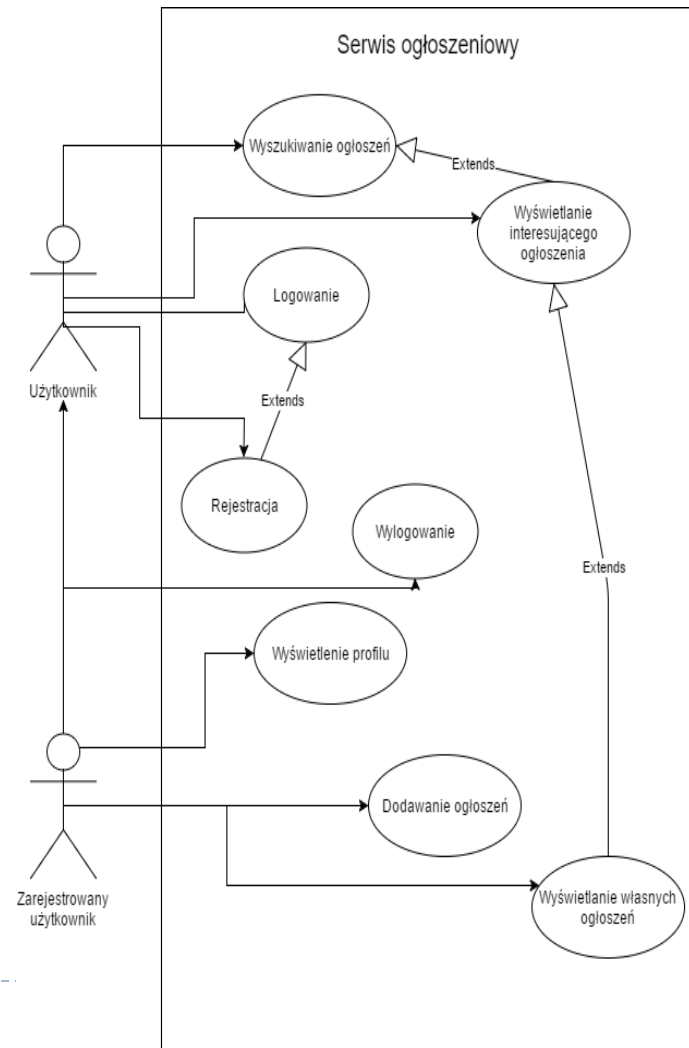 Serwis ogłoszeniowy
Wyszukiwanie ogłoszeń
Extends
Wyświetlanie
interesującego
ogłoszenia
Logowanie
Użytkownik
Extends
Rejestracja
Wylogowanie
Extends
Wyświetlenie profilu
Dodawanie ogłoszeń
Zarejestrowany
użytkownik
Wyświetlanie własnych
ogłoszeń